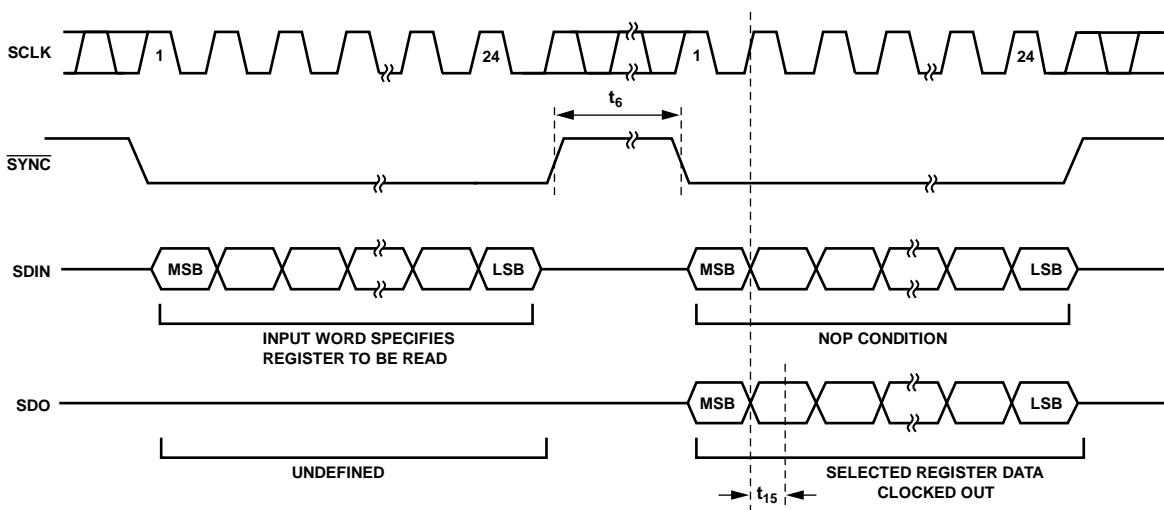 SCLK
1
24
1
24
t6
SYNC
SDIN
MSB
LSB
MSB
LSB
INPUT WORD SPECIFIES
REGISTER TO BE READ
NOP CONDITION
SDO
MSB
LSB
UNDEFINED
SELECTED REGISTER DATA
CLOCKED OUT
t15